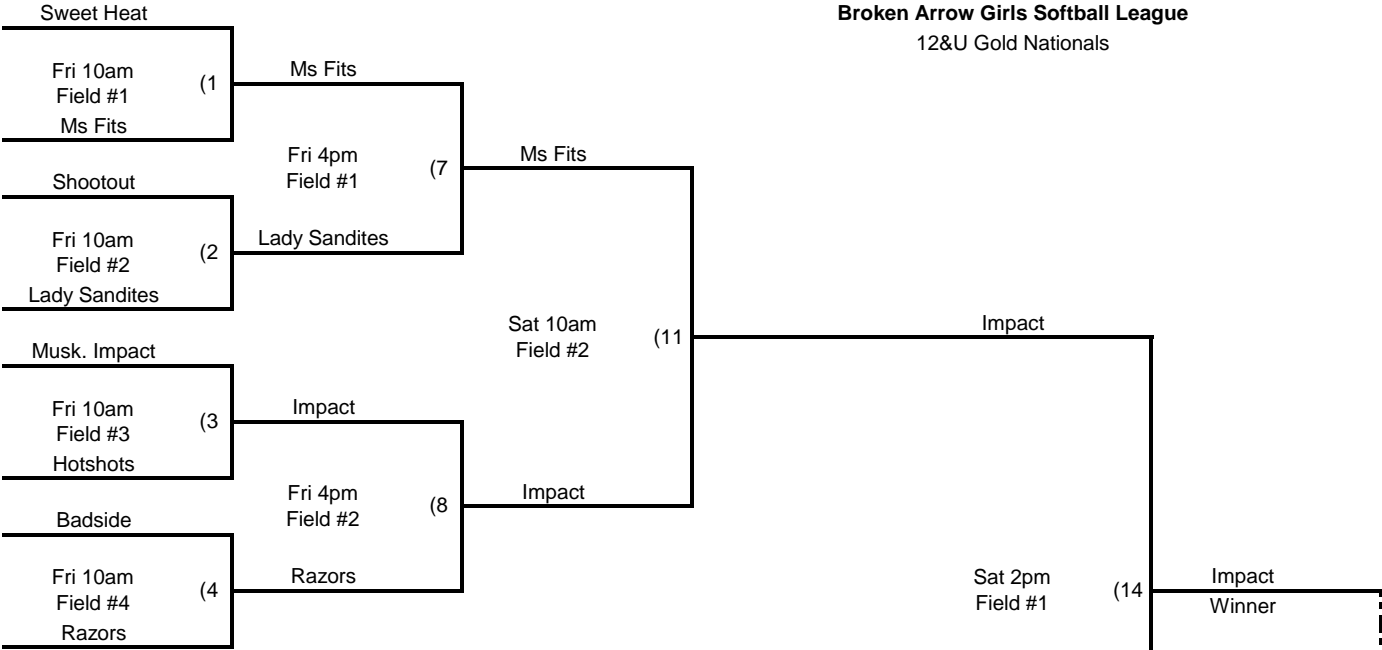 Sweet Heat
Broken Arrow Girls Softball League
12&U Gold Nationals
Fri 10am
Field #1
(1
Ms Fits
Ms Fits
Fri 4pm
Field #1
(7
Ms Fits
Shootout
Fri 10am
Field #2
(2
Lady Sandites
Lady Sandites
Sat 10am
Field #2
(11
Impact
Musk. Impact
Fri 10am
Field #3
(3
Impact
Hotshots
Fri 4pm
Field #2
(8
Impact
Badside
Fri 10am
Field #4
(4
Razors
Razors
Sat 2pm
Field #1
(14
Impact
Winner